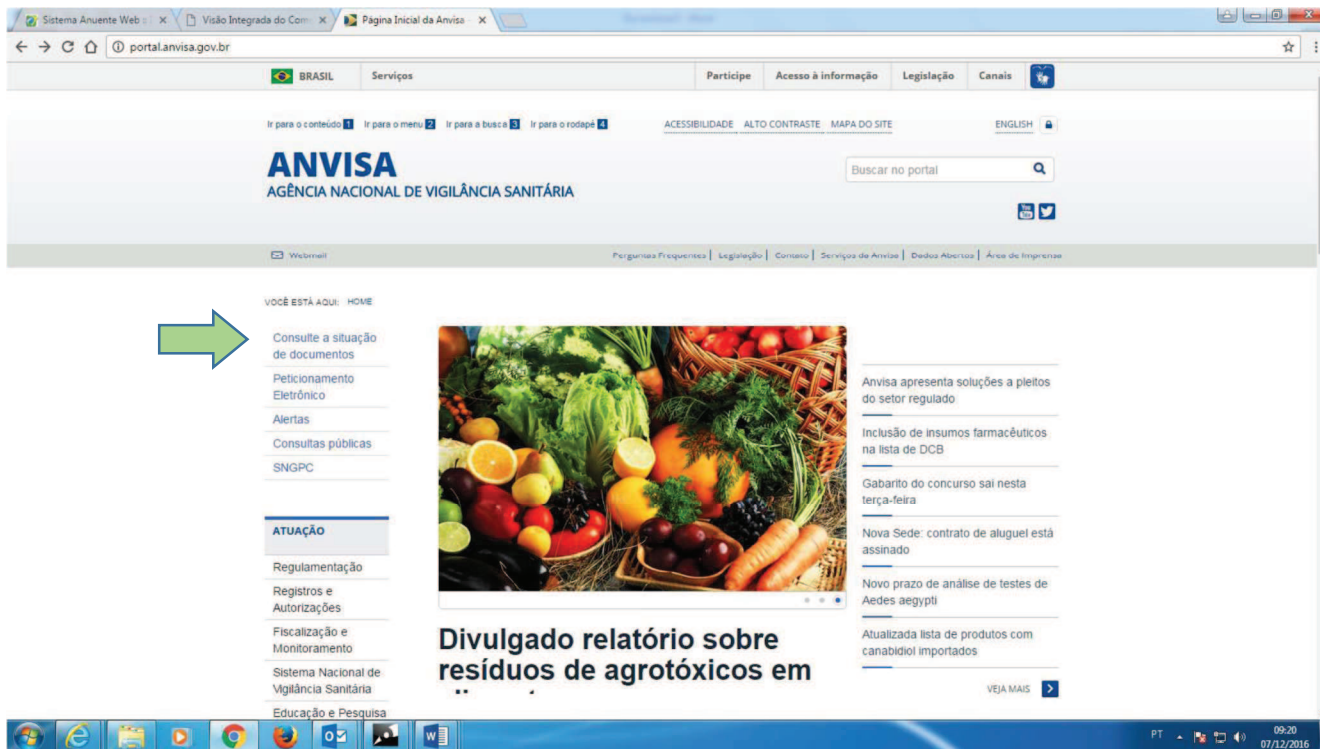 Sistema Anuente Web
Visão Integrada do Com
Página Inicial da Anvisa
portal.anvisa.gov.br
BRASIL Serviços Participe Acesso à informação Legislação Canais
Ir para o conteúdo 1 Ir para o menu 2 Ir para a busca 3 Ir para o rodapé 4 ACESSIBILIDADE ALTO CONTRASTE MAPA DO SITE ENGLISH
ANVISA
AGÊNCIA NACIONAL DE VIGILÂNCIA SANITÁRIA
Buscar no portal
Webmail Perguntas Frequentes | Legislação | Contato | Serviços da Anvisa | Dados Abertos | Área de Imprensa
VOCÊ ESTÁ AQUI: HOME
Consulte a situação
de documentos
Peticionamento
Eletrônico
Alertas
Consultas públicas
SNGPC
ATUAÇÃO
Regulamentação
Registros e
Autorizações
Fiscalização e
Monitoramento
Sistema Nacional de
Vigilância Sanitária
Educação e Pesquisa
Divulgado relatório sobre
resíduos de agrotóxicos em
Anvisa apresenta soluções a pleitos
do setor regulado
Inclusão de insumos farmacêuticos
na lista de DCB
Gabarito do concurso sai nesta
terça-feira
Nova Sede: contrato de aluguel está
assinado
Novo prazo de análise de testes de
Aedes aegypti
Atualizada lista de produtos com
canabidiol importados
VEJA MAIS
PT
09:20
07/12/2016